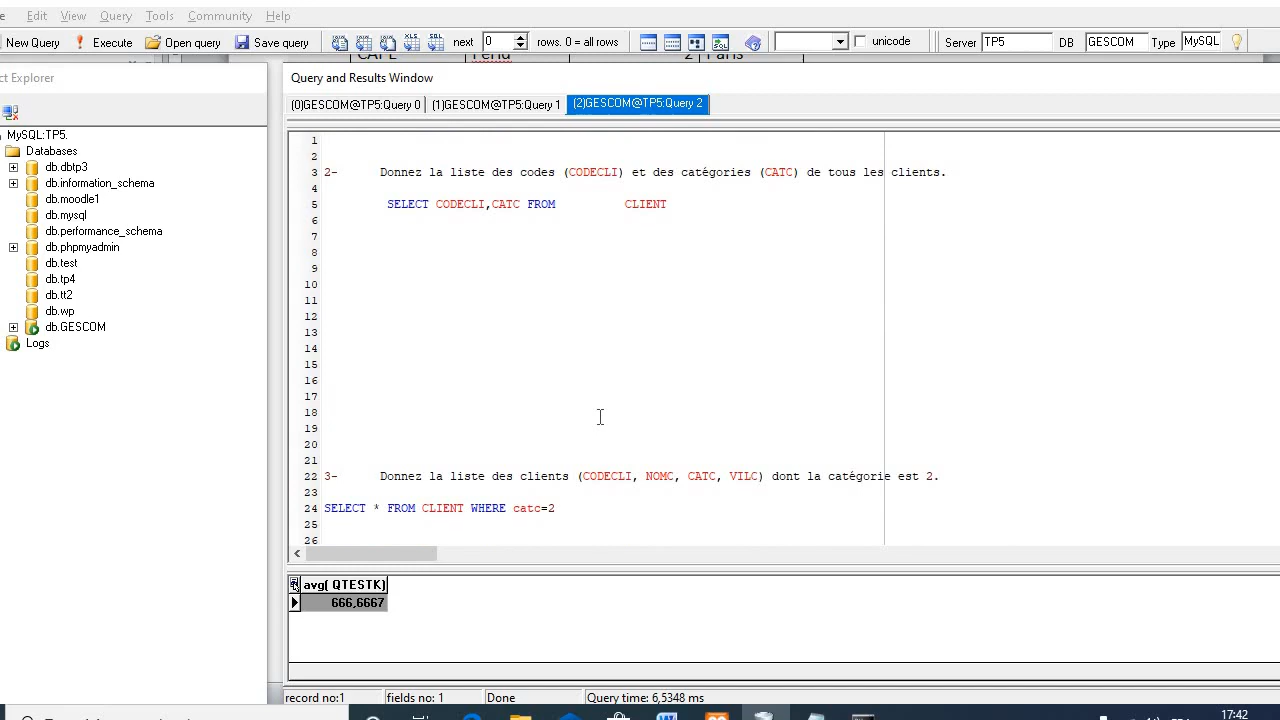 e Edit View Query Tools Community Help
No Query Execute Open query Save query next 0 rows. 0 = all rows unicode Server TP5 DB GESCOM Type MySQL
2 Paris
ct Explorer
Query and Results Window
(0)GESCOM@TP5:Query 0 (1)GESCOM@TP5:Query 1 (2)GESCOM@TP5:Query 2
MySQL:TP5.
Databases
db.dbtp3
db.information_schema
db.moodle1
db.mysql
db.performance_schema
db.phpmyadmin
db.test
db.tp4
db.tt2
db.wp
db.GESCOM
Logs
1
2
3 2- Donnez la liste des codes (CODECLI) et des catégories (CATC) de tous les clients.
4
5 SELECT CODECLI,CATC FROM CLIENT
6
7
8
9
10
11
12
13
14
15
16
17
18
19
20
21
22 3- Donnez la liste des clients (CODECLI, NOMC, CATC, VILC) dont la catégorie est 2.
23
24 SELECT * FROM CLIENT WHERE catc=2
25
26
avg( QTESTK)
666,6667
record no:1 fields no: 1 Done Query time: 6,5348 ms
17:42